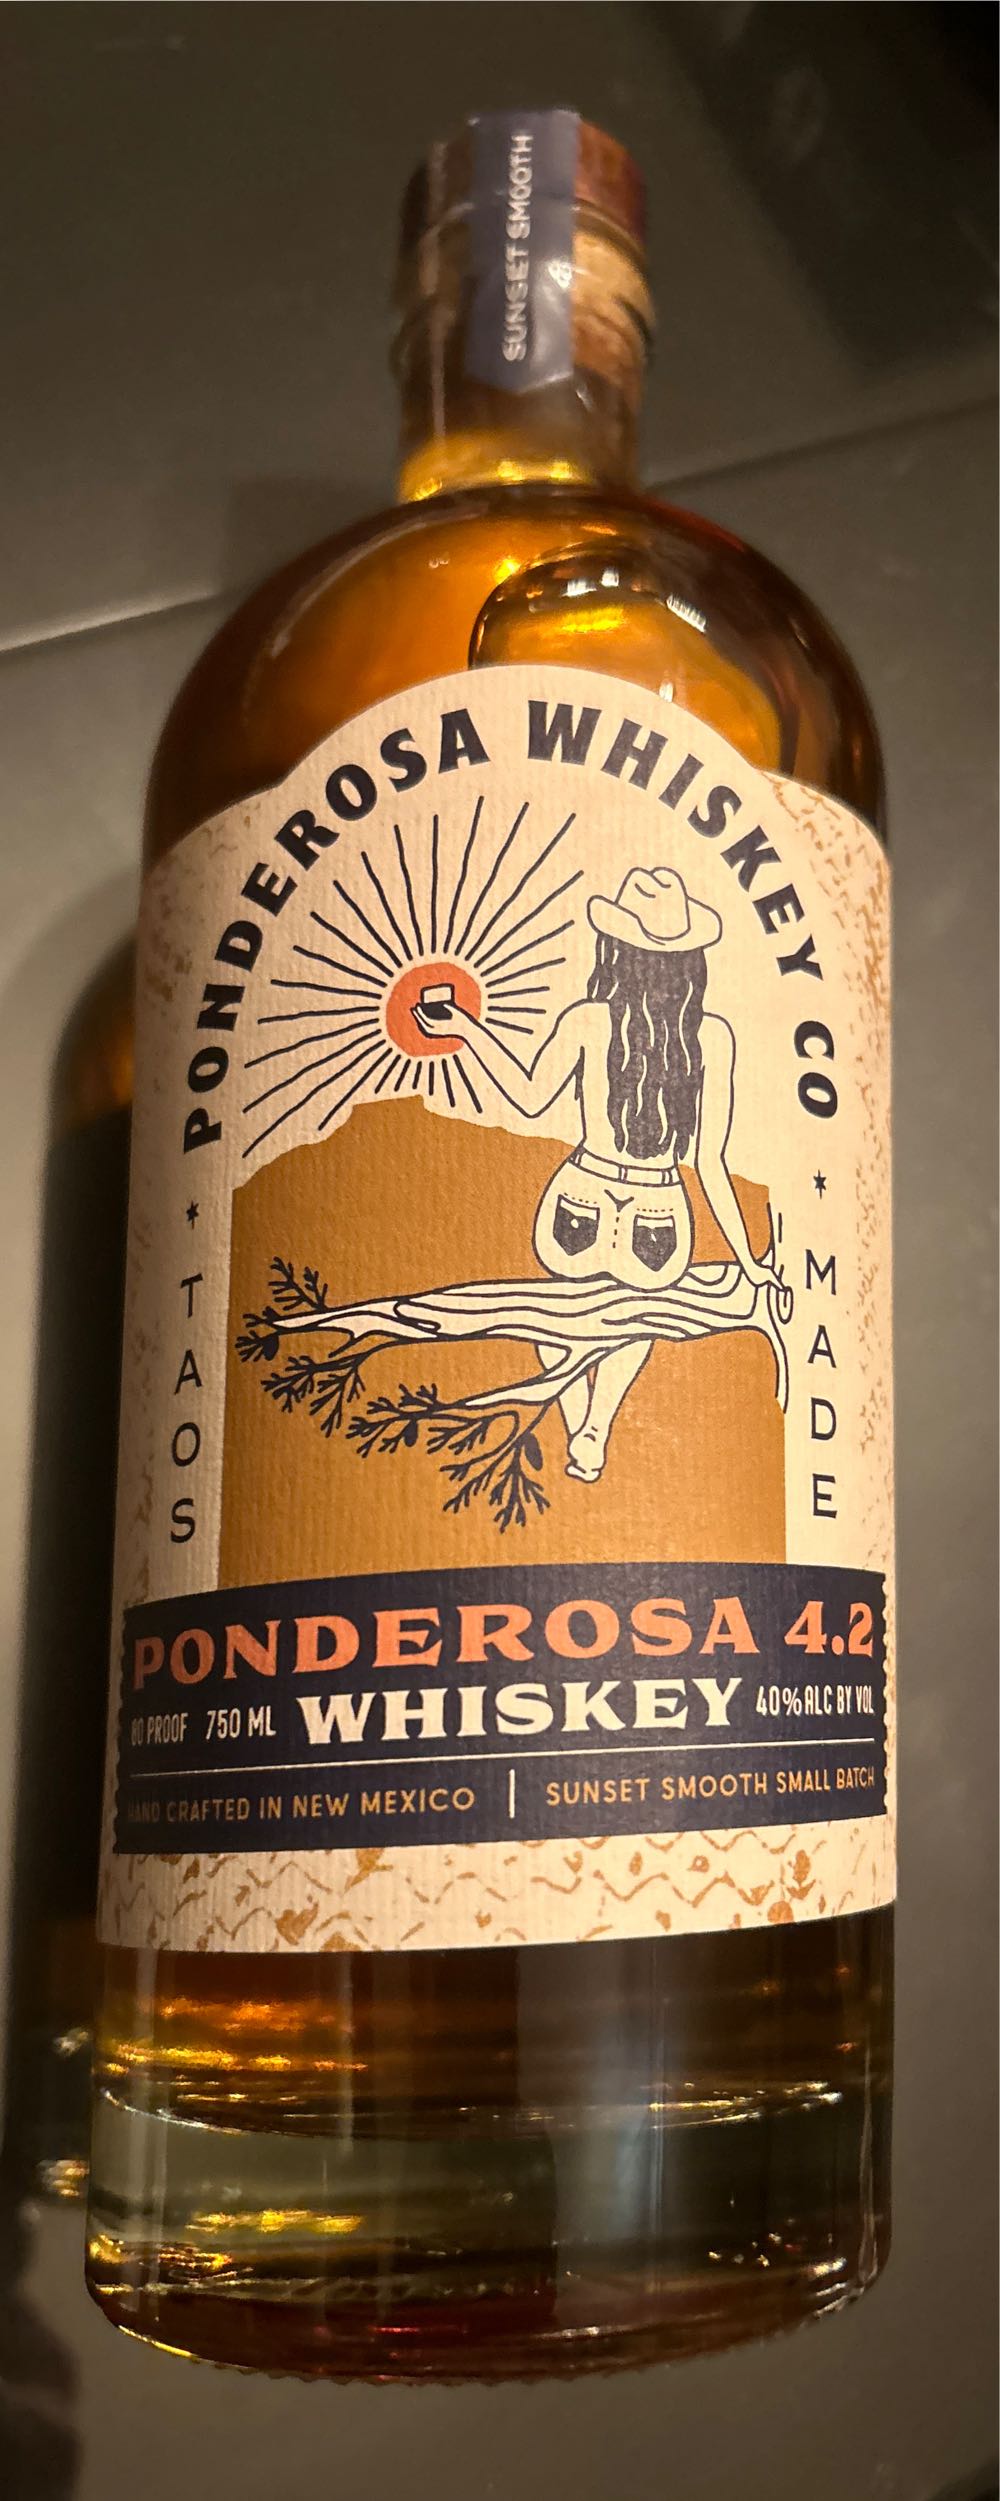 SUNSET SMOOTH
PONDEROSA WHISKEY CO
TAOS
MADE
PONDEROSA 4.2
80 PROOF 750 ML WHISKEY 40% ALC BY VOL
HAND CRAFTED IN NEW MEXICO | SUNSET SMOOTH SMALL BATCH